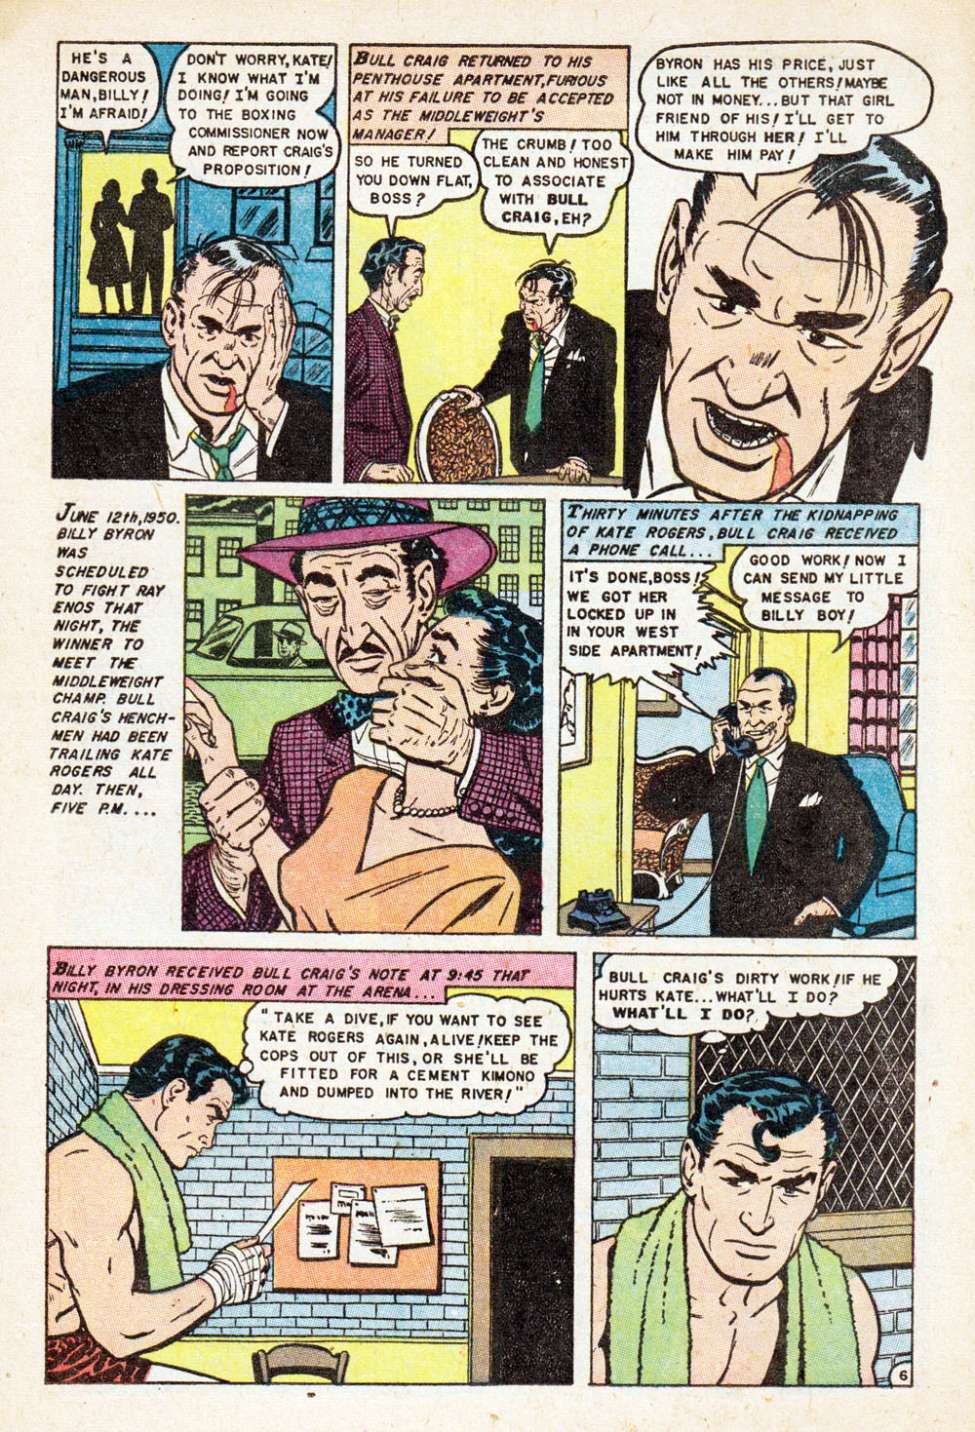 HE'S A
DANGEROUS
MAN, BILLY!
I'M AFRAID!
DON'T WORRY, KATE!
I KNOW WHAT I'M
DOING! I'M GOING
TO THE BOXING
COMMISSIONER NOW
AND REPORT CRAIG'S
PROPOSITION!
BULL CRAIG RETURNED TO HIS
PENTHOUSE APARTMENT, FURIOUS
AT HIS FAILURE TO BE ACCEPTED
AS THE MIDDLEWEIGHT'S
MANAGER!
SO HE TURNED
YOU DOWN FLAT,
BOSS?
THE CRUMB! TOO
CLEAN AND HONEST
TO ASSOCIATE
WITH BULL
CRAIG, EH?
BYRON HAS HIS PRICE, JUST
LIKE ALL THE OTHERS! MAYBE
NOT IN MONEY... BUT THAT GIRL
FRIEND OF HIS! I'LL GET TO
HIM THROUGH HER! I'LL
MAKE HIM PAY!
JUNE 12th, 1950.
BILLY BYRON
WAS
SCHEDULED
TO FIGHT RAY
ENOS THAT
NIGHT, THE
WINNER TO
MEET THE
MIDDLEWEIGHT
CHAMP. BULL
CRAIG'S HENCH-
MEN HAD BEEN
TRAILING KATE
ROGERS ALL
DAY. THEN,
FIVE P.M....
THIRTY MINUTES AFTER THE KIDNAPPING
OF KATE ROGERS, BULL CRAIG RECEIVED
A PHONE CALL...
IT'S DONE, BOSS!
WE GOT HER
LOCKED UP IN
IN YOUR WEST
SIDE APARTMENT!
GOOD WORK! NOW I
CAN SEND MY LITTLE
MESSAGE TO
BILLY BOY!
BILLY BYRON RECEIVED BULL CRAIG'S NOTE AT 9:45 THAT
NIGHT, IN HIS DRESSING ROOM AT THE ARENA...
"TAKE A DIVE, IF YOU WANT TO SEE
KATE ROGERS AGAIN, ALIVE! KEEP THE
COPS OUT OF THIS, OR SHE'LL BE
FITTED FOR A CEMENT KIMONO
AND DUMPED INTO THE RIVER!"
BULL CRAIG'S DIRTY WORK! IF HE
HURTS KATE... WHAT'LL I DO?
WHAT'LL I DO?
6